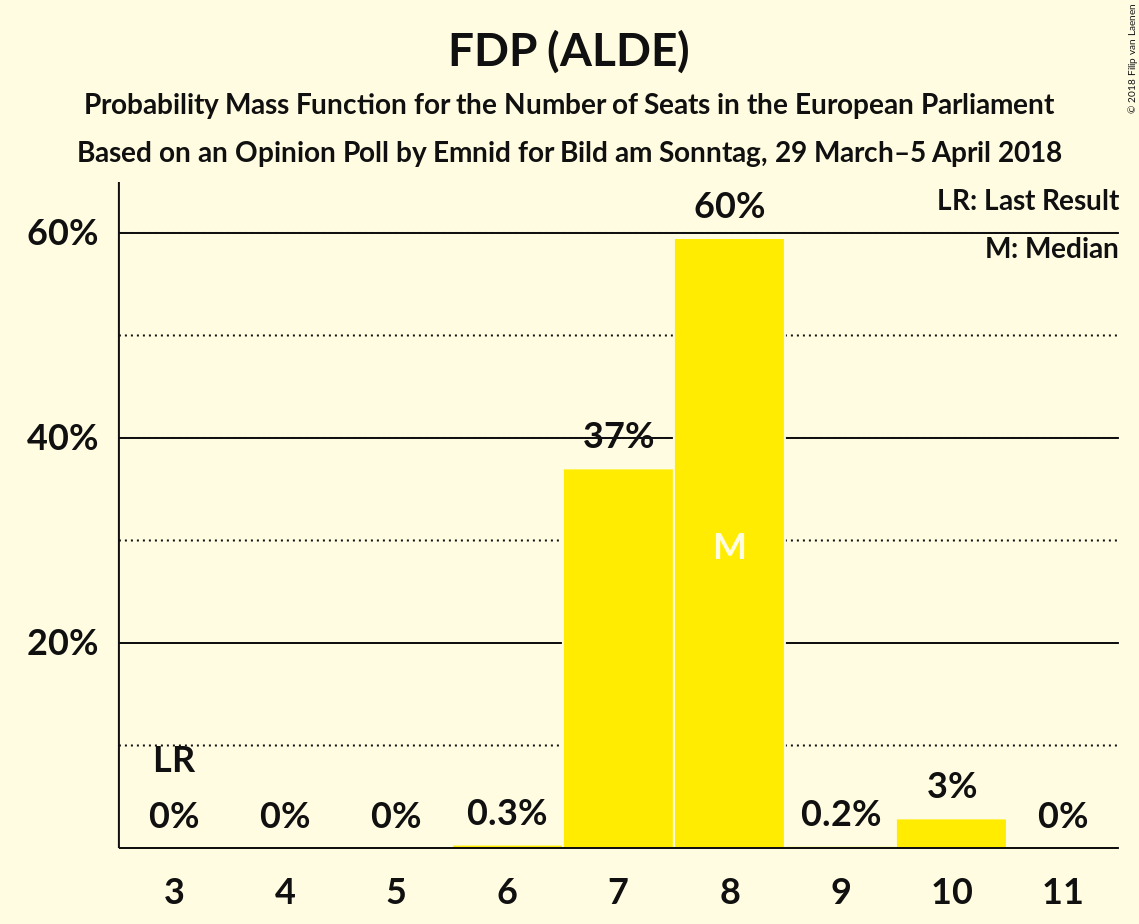 FDP (ALDE)
Probability Mass Function for the Number of Seats in the European Parliament
Based on an Opinion Poll by Emnid for Bild am Sonntag, 29 March–5 April 2018
© 2018 Filip van Laenen
LR: Last Result
M: Median
60%
40%
20%
60%
37%
M
LR
0%
0%
0%
0.3%
0.2%
3%
0%
3 4 5 6 7 8 9 10 11